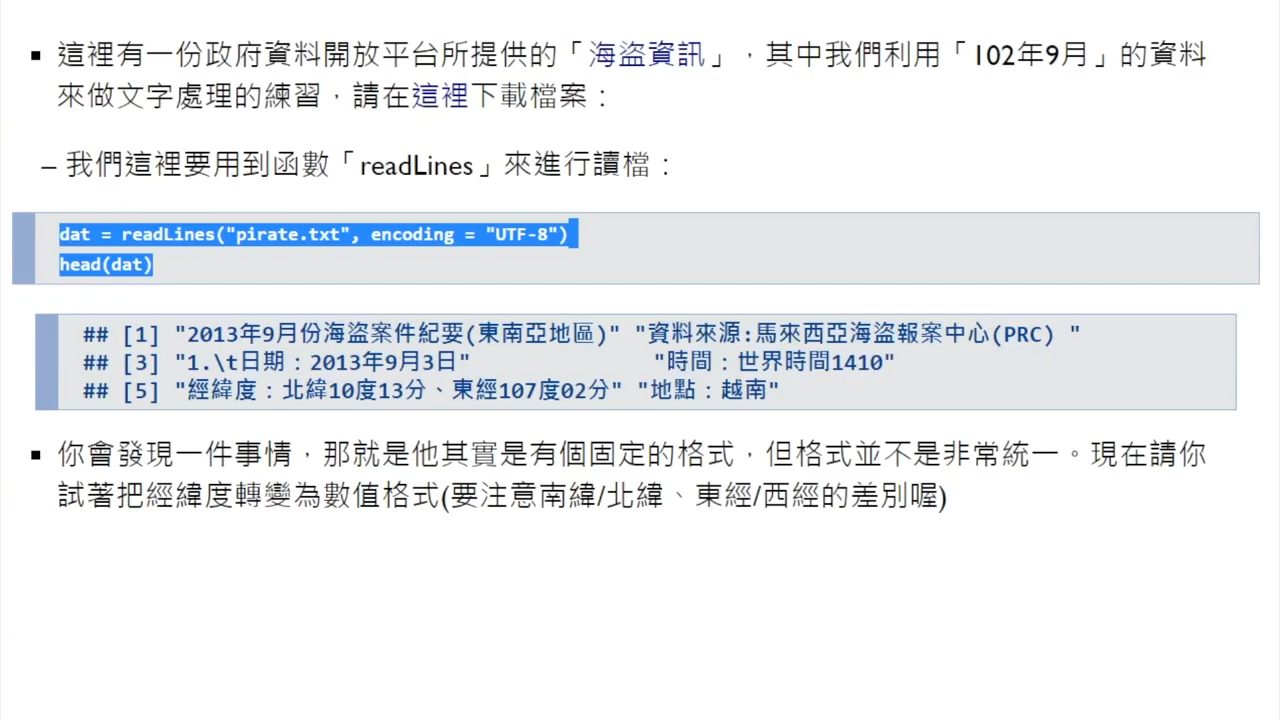 ▪ 這裡有一份政府資料開放平台所提供的「海盜資訊」，其中我們利用「102年9月」的資料
來做文字處理的練習，請在這裡下載檔案：
– 我們這裡要用到函數「readLines」來進行讀檔：
dat = readLines("pirate.txt", encoding = "UTF-8")
head(dat)
## [1] "2013年9月份海盜案件紀要(東南亞地區)" "資料來源:馬來西亞海盜報案中心(PRC) "
## [3] "1.\t日期：2013年9月3日" "時間：世界時間1410"
## [5] "經緯度：北緯10度13分、東經107度02分" "地點：越南"
▪ 你會發現一件事情，那就是他其實是有個固定的格式，但格式並不是非常統一。現在請你
試著把經緯度轉變為數值格式(要注意南緯/北緯、東經/西經的差別喔)